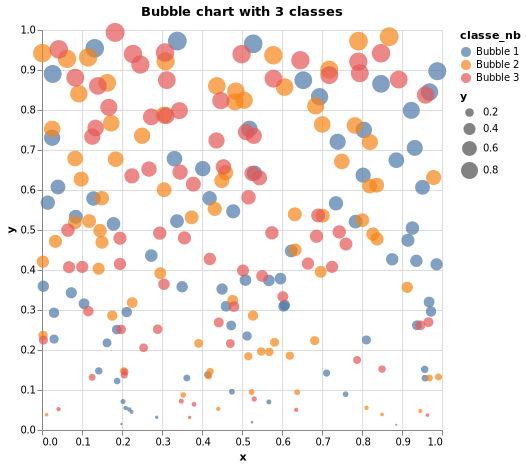 Bubble chart with 3 classes
classe_nb
Bubble 1
Bubble 2
Bubble 3
y
0.2
0.4
0.6
0.8
1.0
0.9
0.8
0.7
0.6
0.5
0.4
0.3
0.2
0.1
0.0
y
0.0 0.1 0.2 0.3 0.4 0.5 0.6 0.7 0.8 0.9 1.0
x